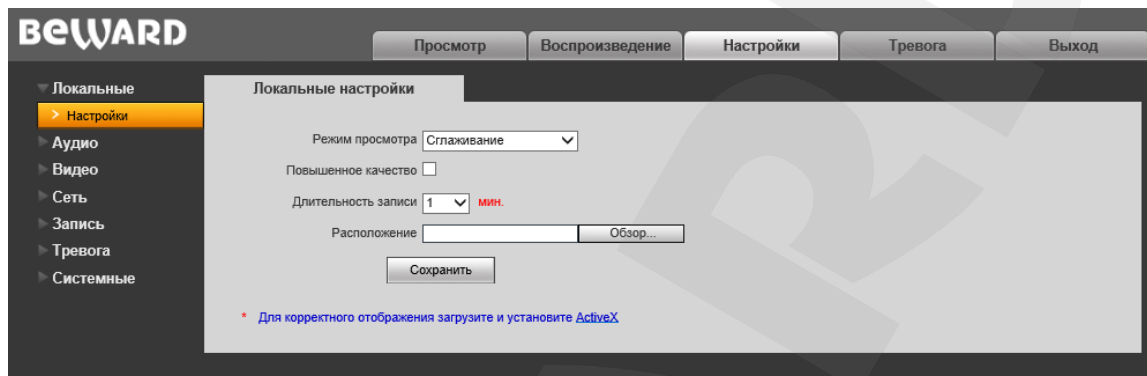 BEWARD
Просмотр Воспроизведение Настройки Тревога Выход
Локальные
Настройки
Аудио
Видео
Сеть
Запись
Тревога
Системные
Локальные настройки
Режим просмотра Сглаживание
Повышенное качество
Длительность записи 1 мин.
Расположение Обзор...
Сохранить
* Для корректного отображения загрузите и установите ActiveX